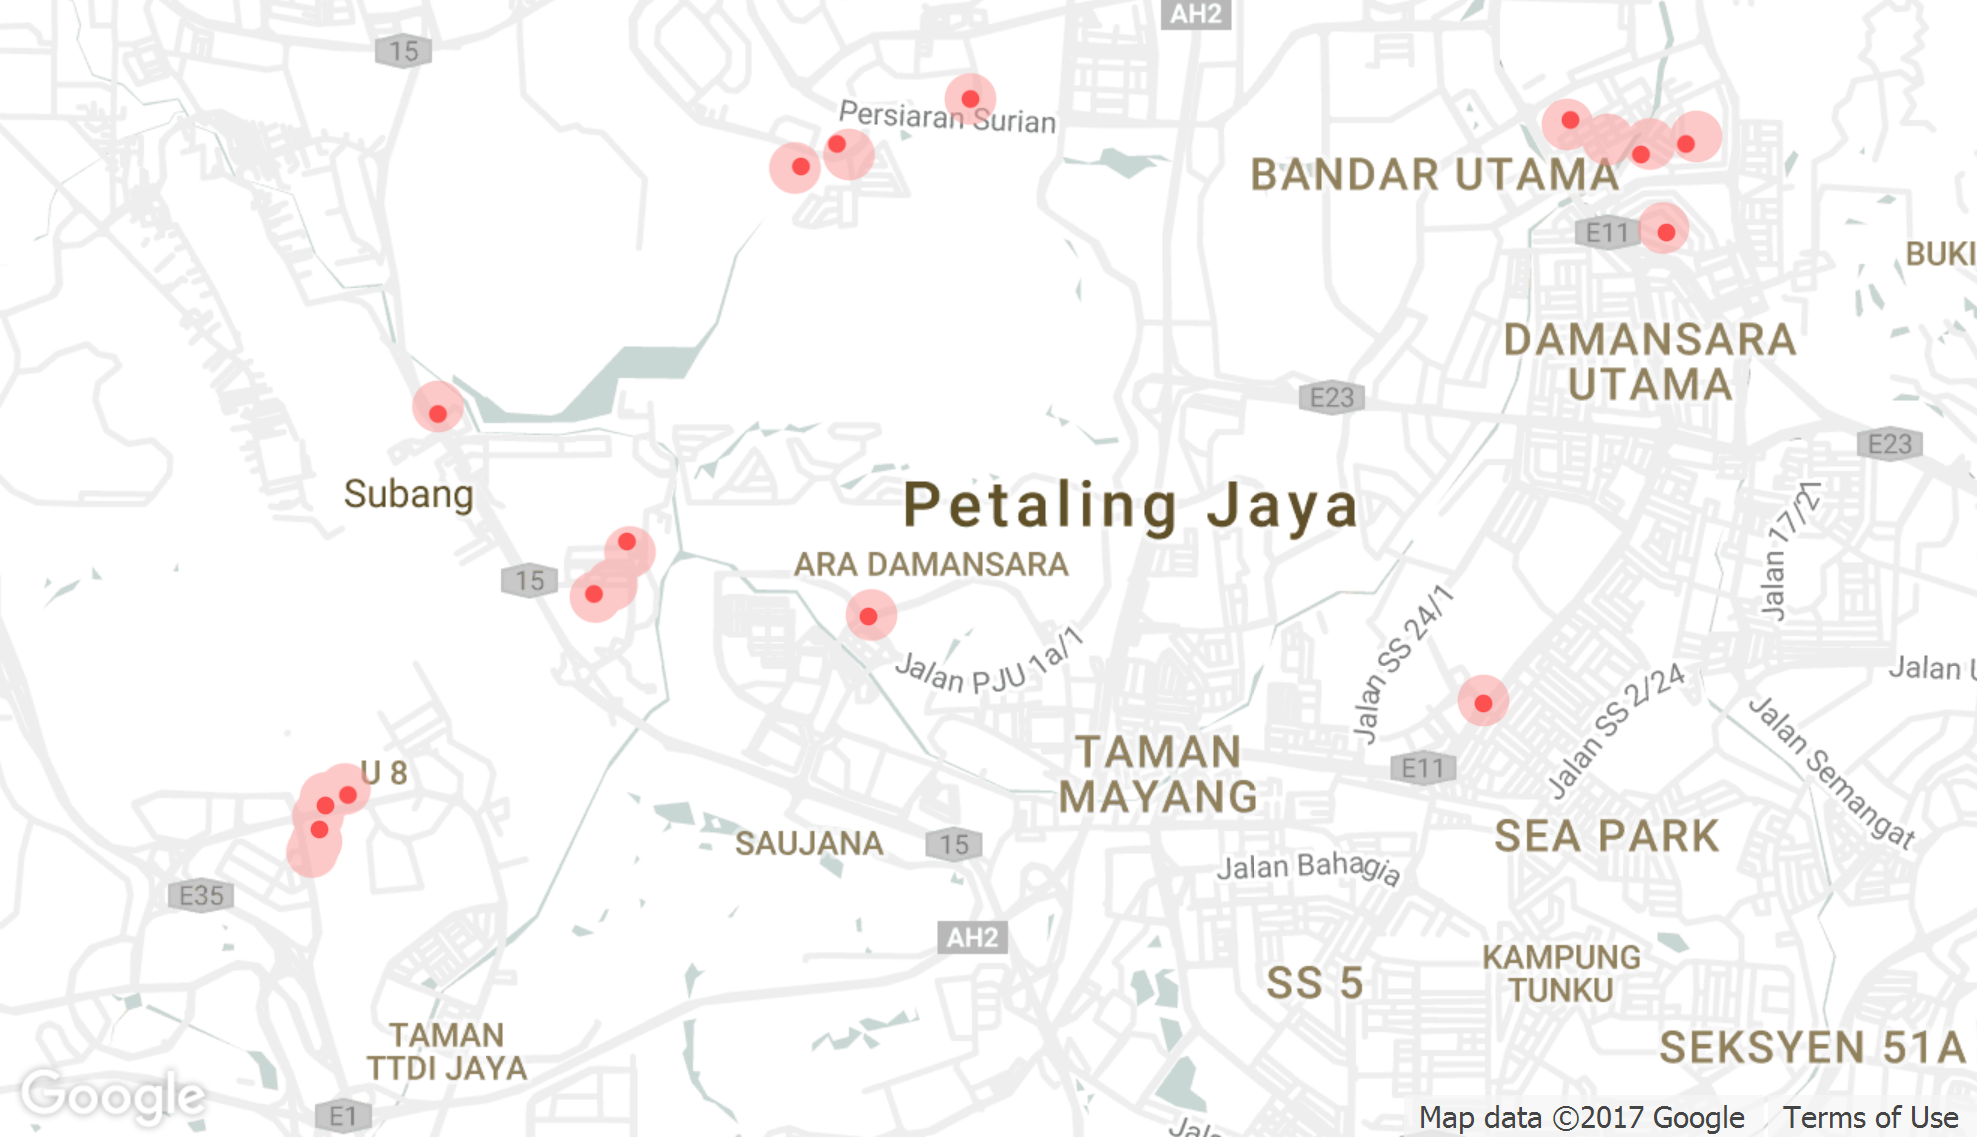 AH2
15
Persiaran Surian
BANDAR UTAMA
E11
BUKI
DAMANSARA
UTAMA
E23
E23
Subang
Petaling Jaya
Jalan 17/21
ARA DAMANSARA
15
Jalan SS 24/1
Jalan PJU 1a/1
Jalan SS 2/24
Jalan U
Jalan Semangat
TAMAN
MAYANG
E11
U 8
SAUJANA
15
SEA PARK
Jalan Bahagia
E35
AH2
KAMPUNG
TUNKU
SS 5
TAMAN
TTDI JAYA
SEKSYEN 51A
Google
E1
Jala
Map data ©2017 Google
Terms of Use